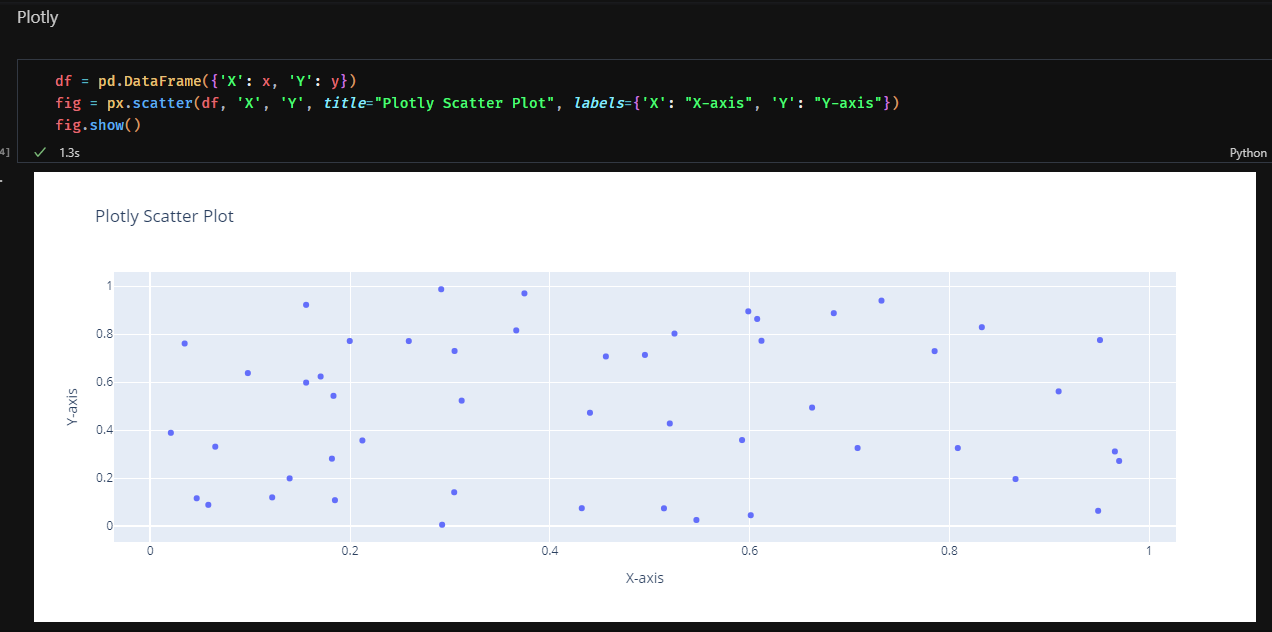 Plotly
df = pd.DataFrame({'X': x, 'Y': y})
fig = px.scatter(df, 'X', 'Y', title="Plotly Scatter Plot", labels={'X': "X-axis", 'Y': "Y-axis"})
fig.show()
4]
1.3s
Python
Plotly Scatter Plot
1
0.8
0.6
0.4
0.2
0
Y-axis
0 0.2 0.4 0.6 0.8 1
X-axis